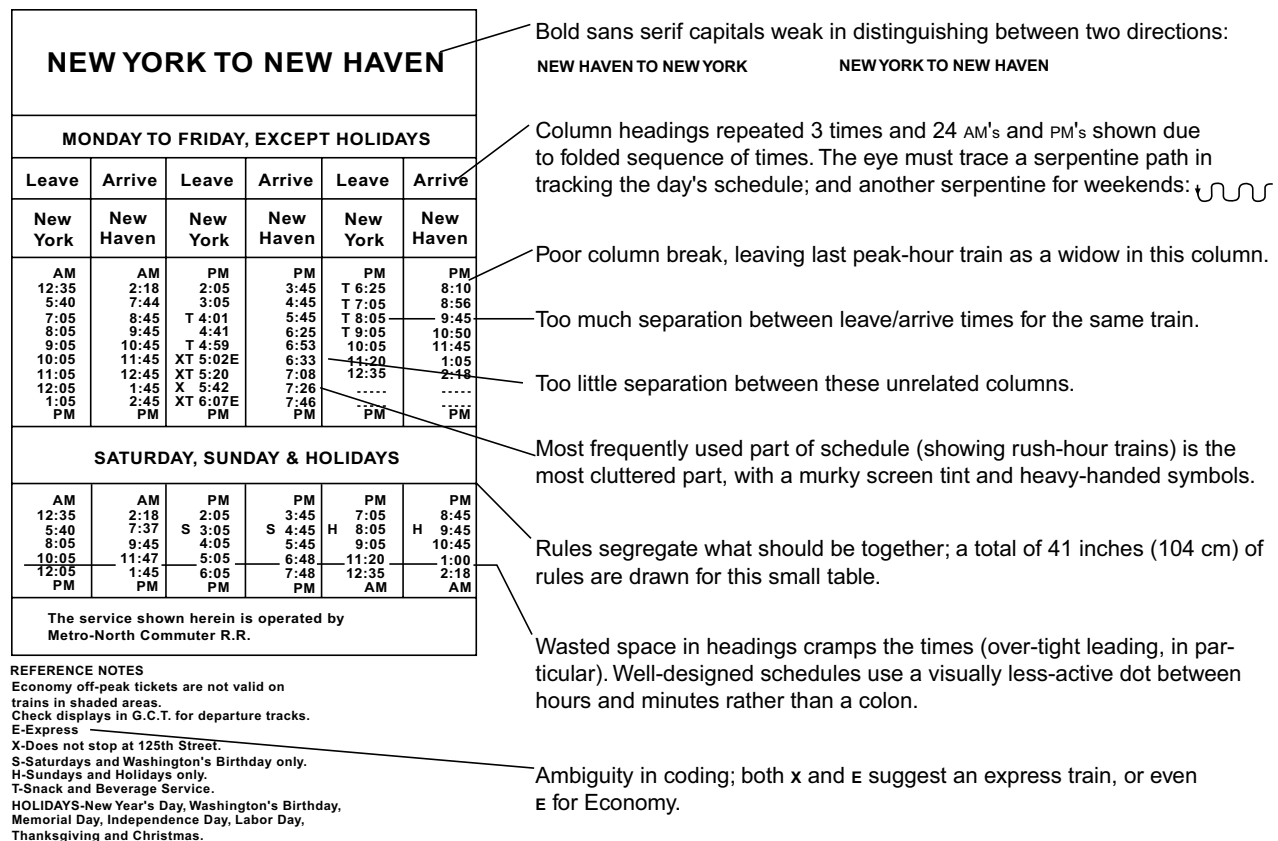 NEW YORK TO NEW HAVEN
MONDAY TO FRIDAY, EXCEPT HOLIDAYS
Leave Arrive Leave Arrive Leave Arrive
New New New New New New
York Haven York Haven York Haven
AM AM PM PM PM PM
12:35 2:18 2:05 3:45 T 6:25 8:10
5:40 7:44 3:05 4:45 T 7:05 8:56
7:05 8:45 T 4:01 5:45 T 8:05 9:45
8:05 9:45 4:41 6:25 T 9:05 10:50
9:05 10:45 T 4:59 6:53 10:05 11:45
10:05 11:45 XT 5:02E 6:33 11:20 1:05
11:05 12:45 XT 5:20 7:08 12:35 2:18
12:05 1:45 X 5:42 7:26 ----- -----
1:05 2:45 XT 6:07E 7:46 ----- -----
PM PM PM PM PM PM
SATURDAY, SUNDAY & HOLIDAYS
AM AM PM PM PM PM
12:35 2:18 2:05 3:45 7:05 8:45
5:40 7:37 S 3:05 S 4:45 H 8:05 H 9:45
8:05 9:45 4:05 5:45 9:05 10:45
10:05 11:47 5:05 6:48 11:20 1:00
12:05 1:45 6:05 7:48 12:35 2:18
PM PM PM PM AM AM
The service shown herein is operated by
Metro-North Commuter R.R.
REFERENCE NOTES
Economy off-peak tickets are not valid on
trains in shaded areas.
Check displays in G.C.T. for departure tracks.
E-Express
X-Does not stop at 125th Street.
S-Saturdays and Washington's Birthday only.
H-Sundays and Holidays only.
T-Snack and Beverage Service.
HOLIDAYS-New Year's Day, Washington's Birthday,
Memorial Day, Independence Day, Labor Day,
Thanksgiving and Christmas.
Bold sans serif capitals weak in distinguishing between two directions:
NEW HAVEN TO NEW YORK NEW YORK TO NEW HAVEN
Column headings repeated 3 times and 24 AM's and PM's shown due
to folded sequence of times. The eye must trace a serpentine path in
tracking the day's schedule; and another serpentine for weekends:
Poor column break, leaving last peak-hour train as a widow in this column.
Too much separation between leave/arrive times for the same train.
Too little separation between these unrelated columns.
Most frequently used part of schedule (showing rush-hour trains) is the
most cluttered part, with a murky screen tint and heavy-handed symbols.
Rules segregate what should be together; a total of 41 inches (104 cm) of
rules are drawn for this small table.
Wasted space in headings cramps the times (over-tight leading, in par-
ticular). Well-designed schedules use a visually less-active dot between
hours and minutes rather than a colon.
Ambiguity in coding; both X and E suggest an express train, or even
E for Economy.